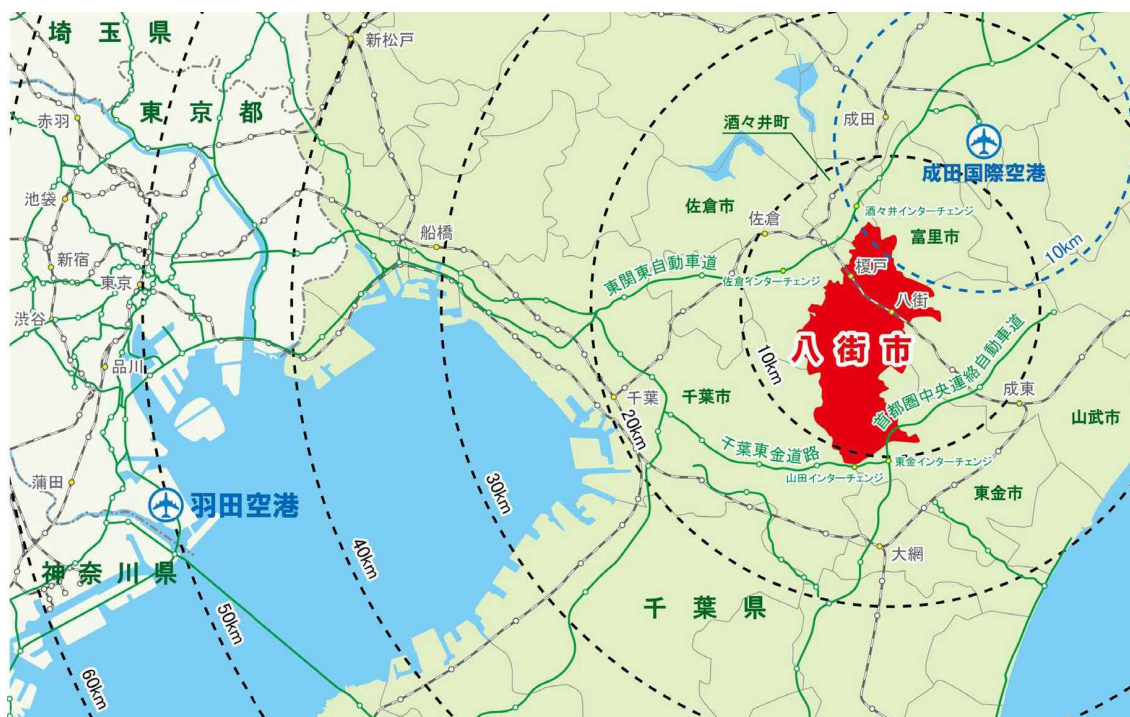 埼玉県
新松戸
東京都
赤羽
成田
酒々井町
成田国際空港
池袋
佐倉市
佐倉
酒々井インターチェンジ
船橋
富里市
新宿
東関東自動車道
榎戸
10km
東京
佐倉インターチェンジ
八街
渋谷
八街市
品川
10km
首都圏中央連絡自動車道
千葉
千葉市
成東
20km
山武市
千葉東金道路
東金インターチェンジ
蒲田
30km
山田インターチェンジ
羽田空港
東金市
40km
大網
神奈川県
50km
千葉県
60km